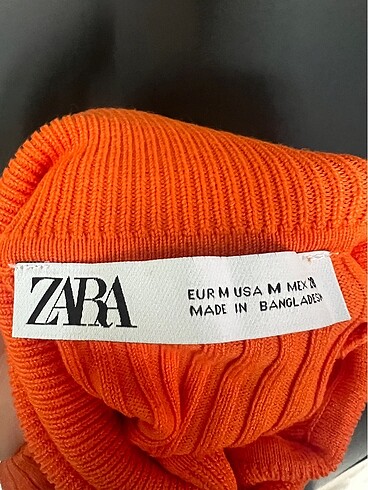 ZARA
EUR M USA M MEX 28
MADE IN BANGLADESH